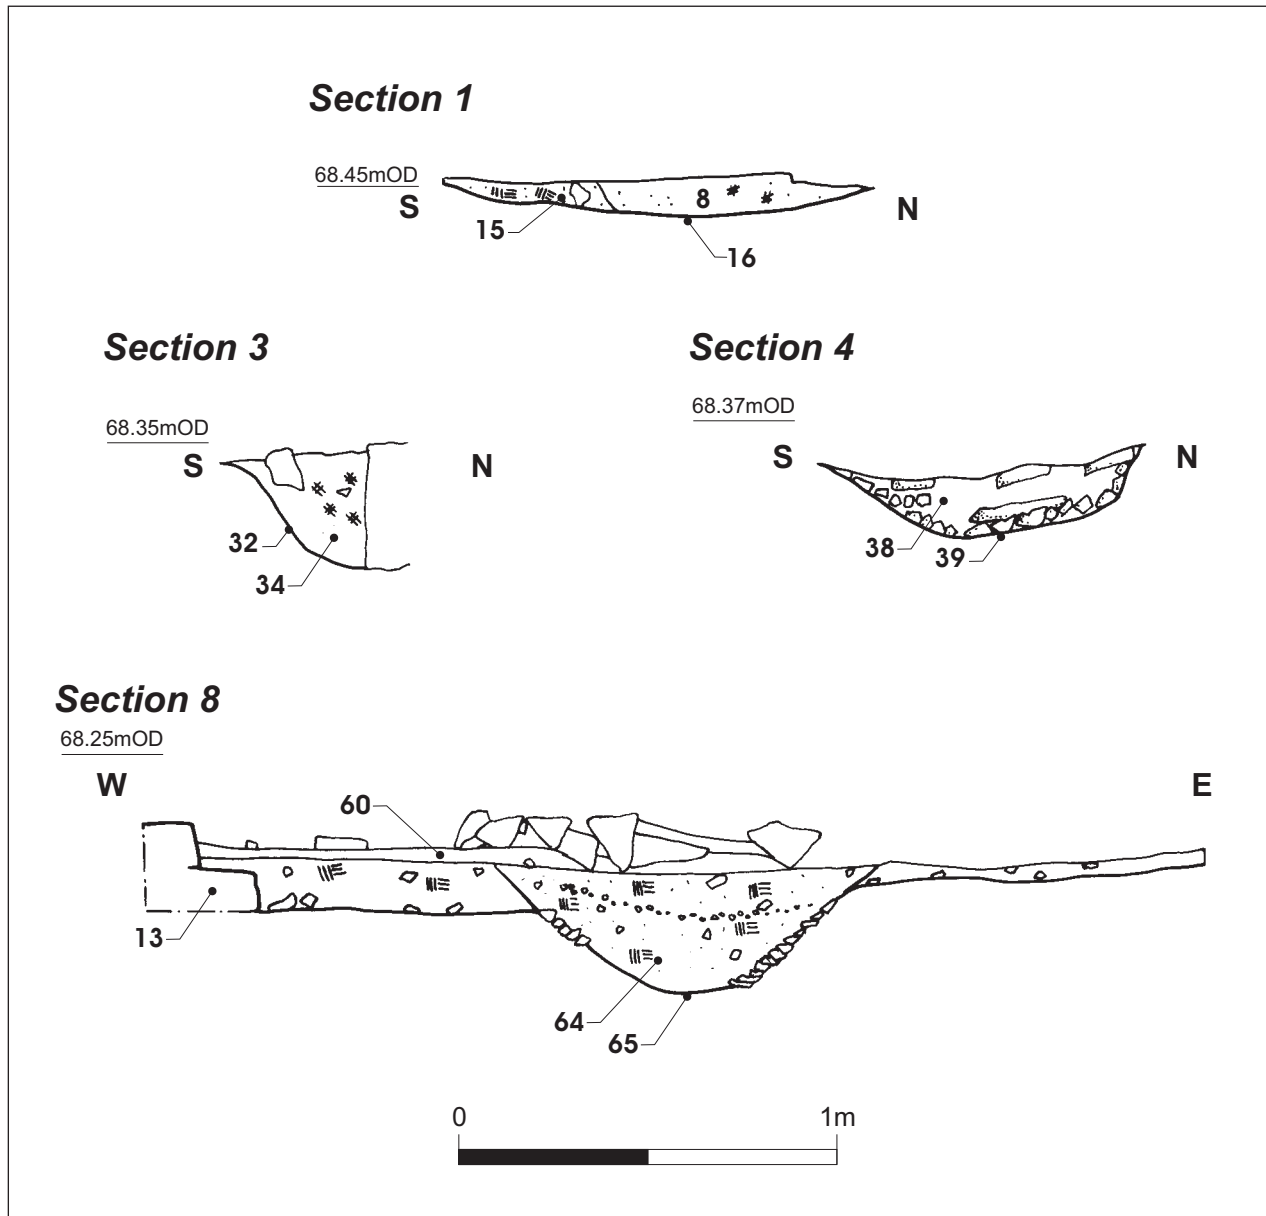 Section 1
68.45mOD
S
8
N
15
16
Section 3
Section 4
68.35mOD
68.37mOD
S
N
S
N
32
34
38
39
Section 8
68.25mOD
W
E
60
13
64
65
0
1m